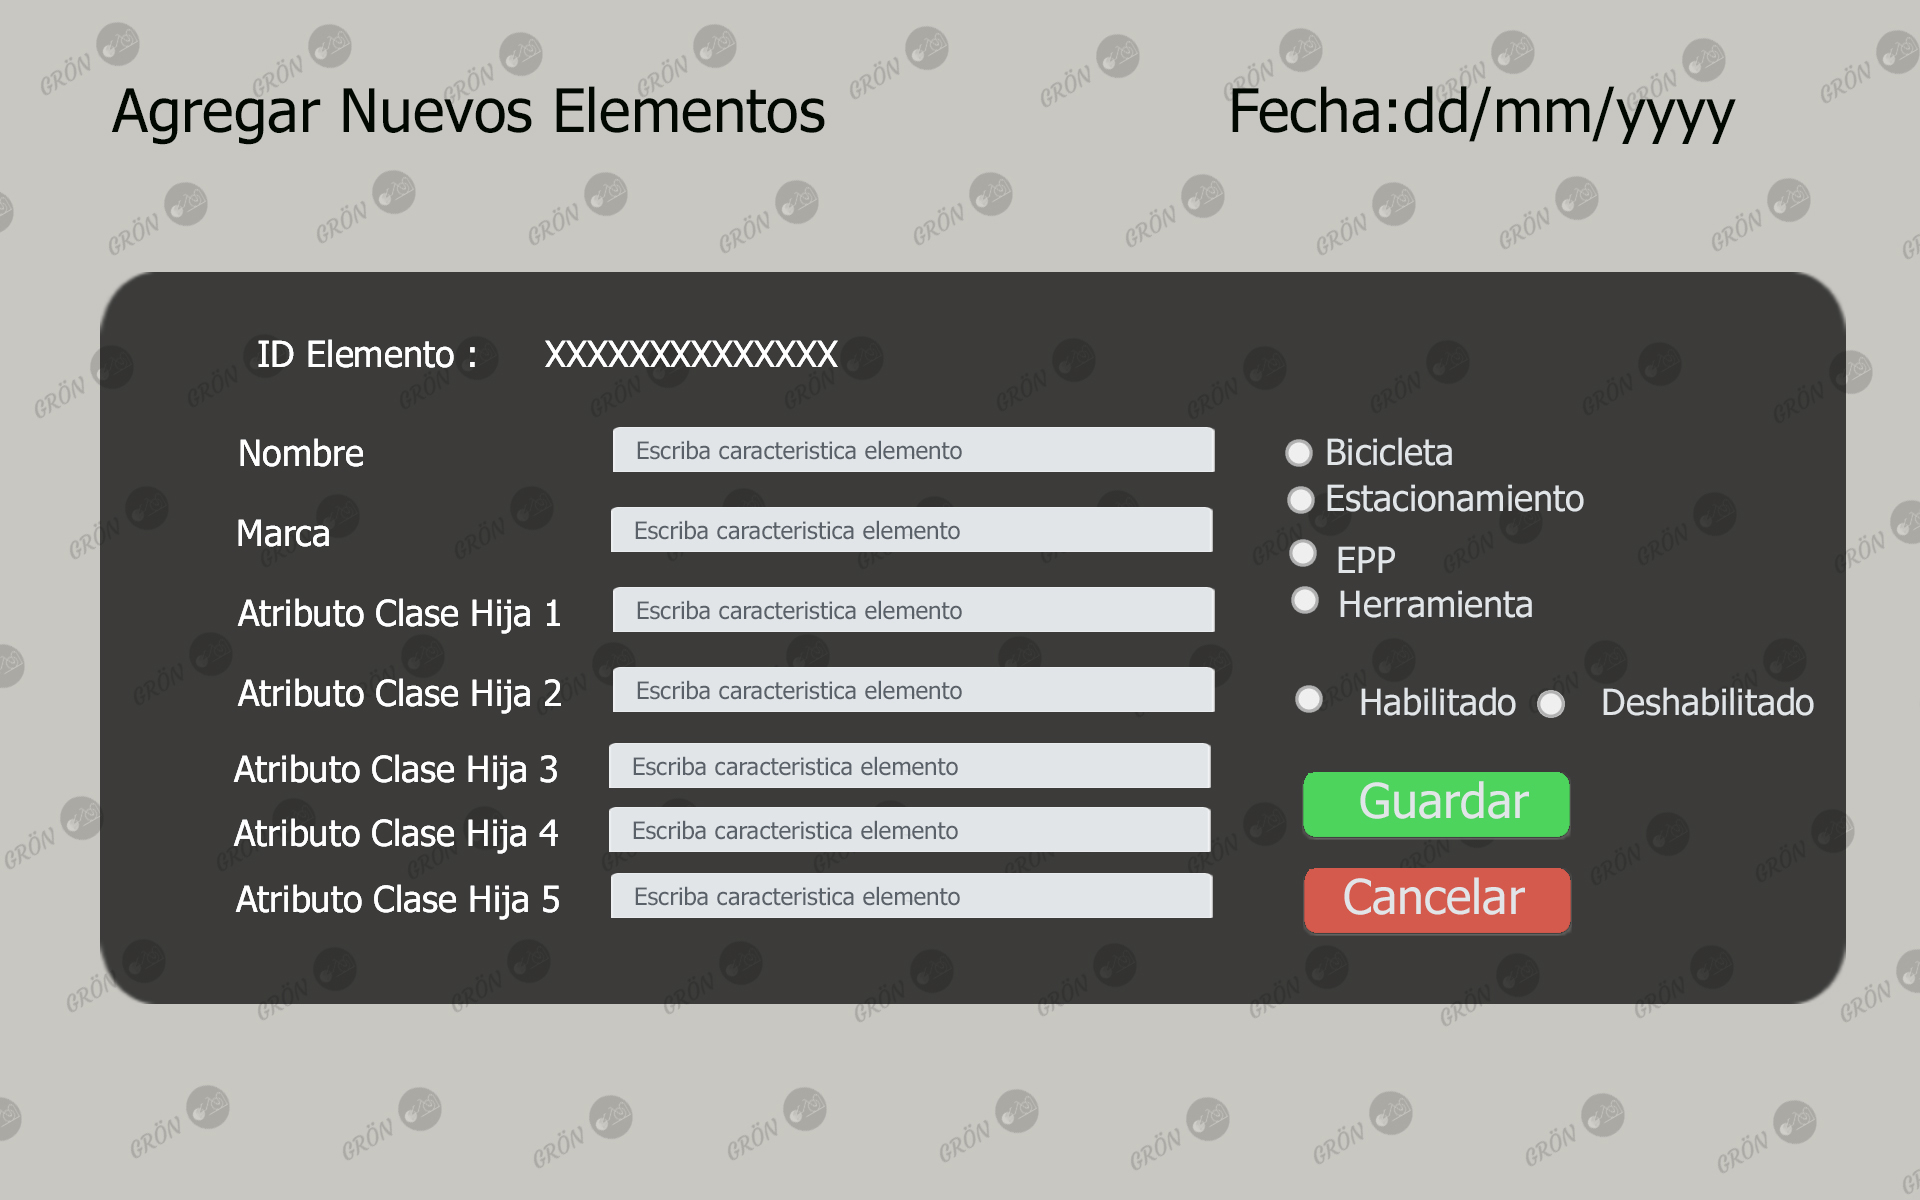 Agregar Nuevos Elementos
Fecha:dd/mm/yyyy
ID Elemento : XXXXXXXXXXXXXX
Nombre
Escriba caracteristica elemento
Marca
Escriba caracteristica elemento
Atributo Clase Hija 1
Escriba caracteristica elemento
Atributo Clase Hija 2
Escriba caracteristica elemento
Atributo Clase Hija 3
Escriba caracteristica elemento
Atributo Clase Hija 4
Escriba caracteristica elemento
Atributo Clase Hija 5
Escriba caracteristica elemento
Bicicleta
Estacionamiento
EPP
Herramienta
Habilitado
Deshabilitado
Guardar
Cancelar
GRÖN